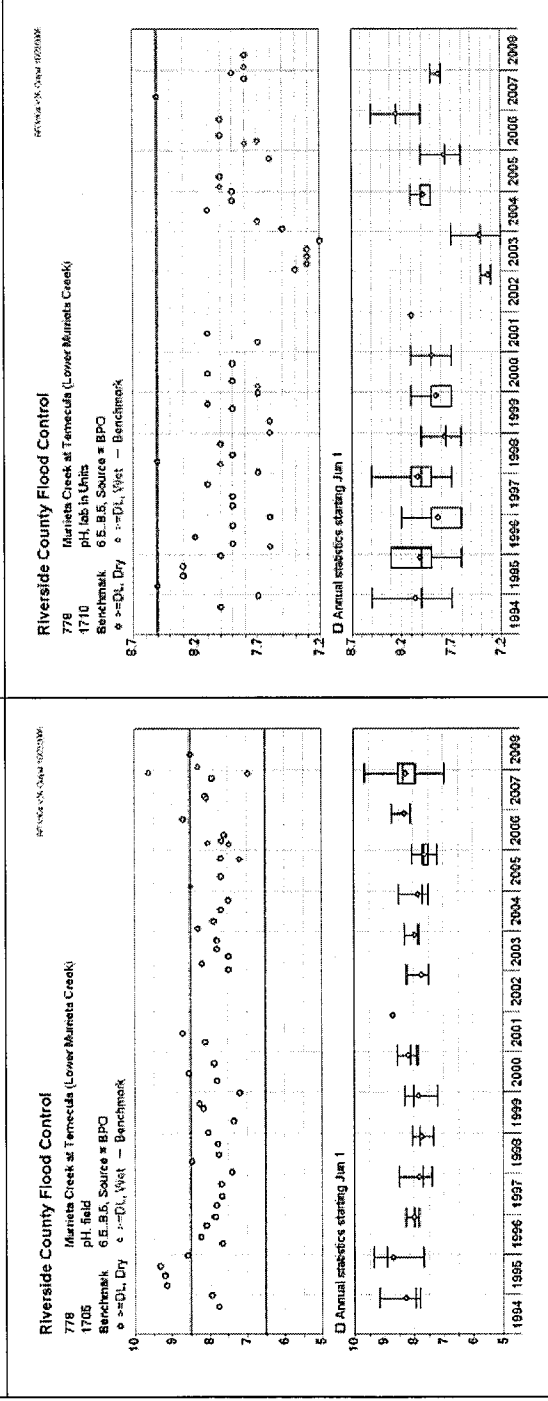 Riverside County Flood Control
778 Murrieta Creek at Temecula (Lower Murrieta Creek)
1705 pH, field
Benchmark 6.5..8.5, Source = BPO
>=DL, Dry >=DL, Wet — Benchmark
10
9
8
7
6
5
Annual statistics starting Jun 1
10
9
8
7
6
5
1994 1995 1996 1997 1998 1999 2000 2001 2002 2003 2004 2005 2006 2007 2009
Riverside County Flood Control
778 Murrieta Creek at Temecula (Lower Murrieta Creek)
1710 pH, lab in Units
Benchmark 6.5..8.5, Source = BPO
>=DL, Dry >=DL, Wet — Benchmark
8.7
8.2
7.7
7.2
Annual statistics starting Jun 1
8.7
8.2
7.7
7.2
1994 1995 1996 1997 1998 1999 2000 2001 2002 2003 2004 2005 2006 2007 2009